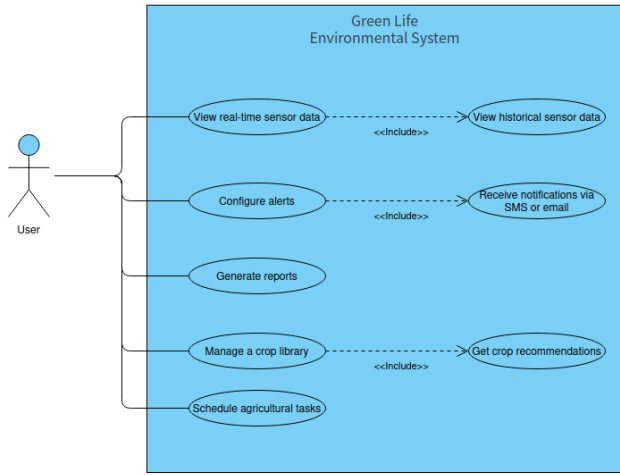 Green Life
Environmental System
View real-time sensor data
<<Include>>
View historical sensor data
User
Configure alerts
<<Include>>
Receive notifications via
SMS or email
Generate reports
Manage a crop library
<<Include>>
Get crop recommendations
Schedule agricultural tasks